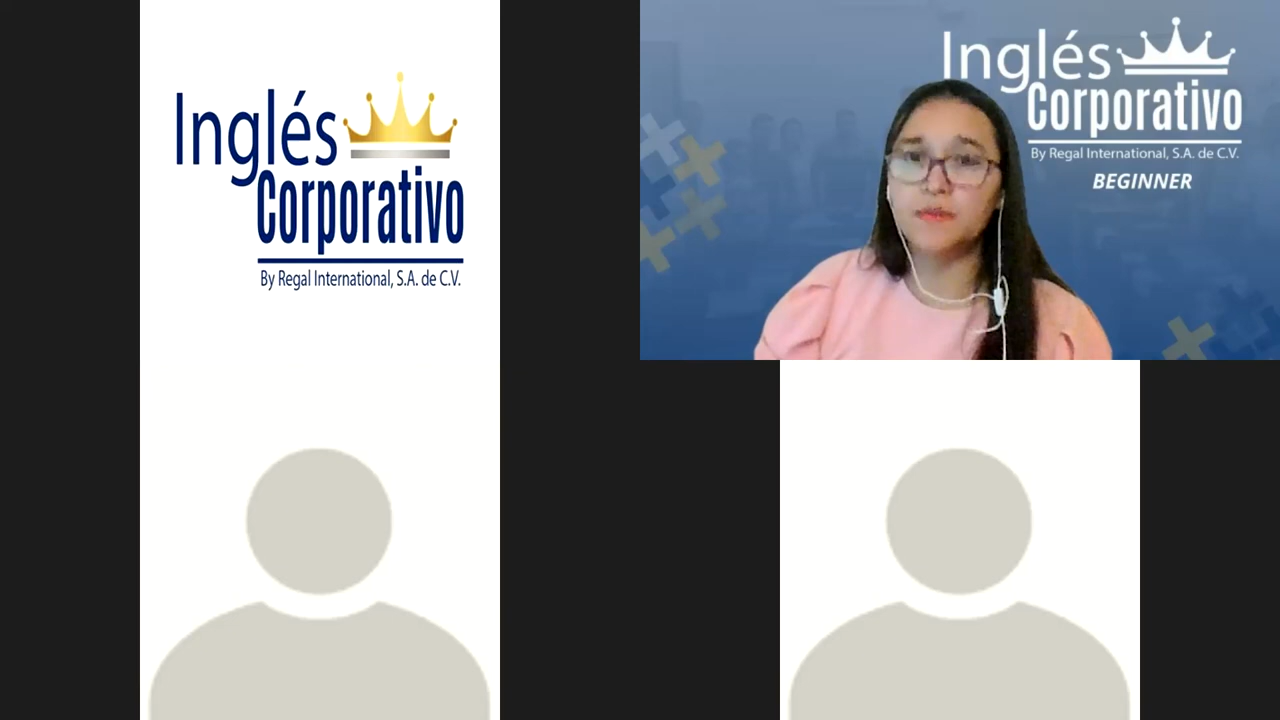 Inglés
Corporativo
By Regal International, S.A. de C.V.
Inglés
Corporativo
By Regal International, S.A. de C.V.
BEGINNER